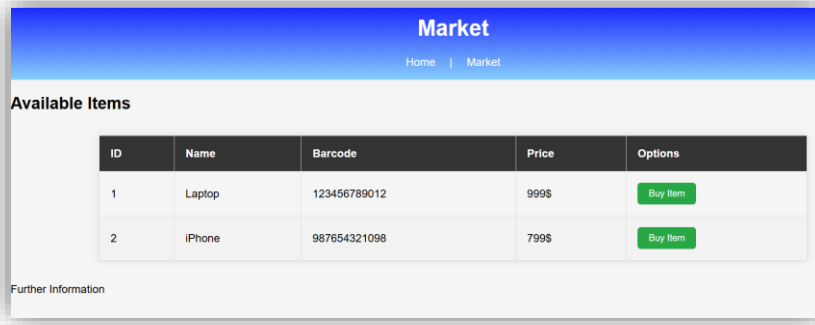 Market
Home | Market
Available Items
ID Name Barcode Price Options
1 Laptop 123456789012 999$ Buy Item
2 iPhone 987654321098 799$ Buy Item
Further Information